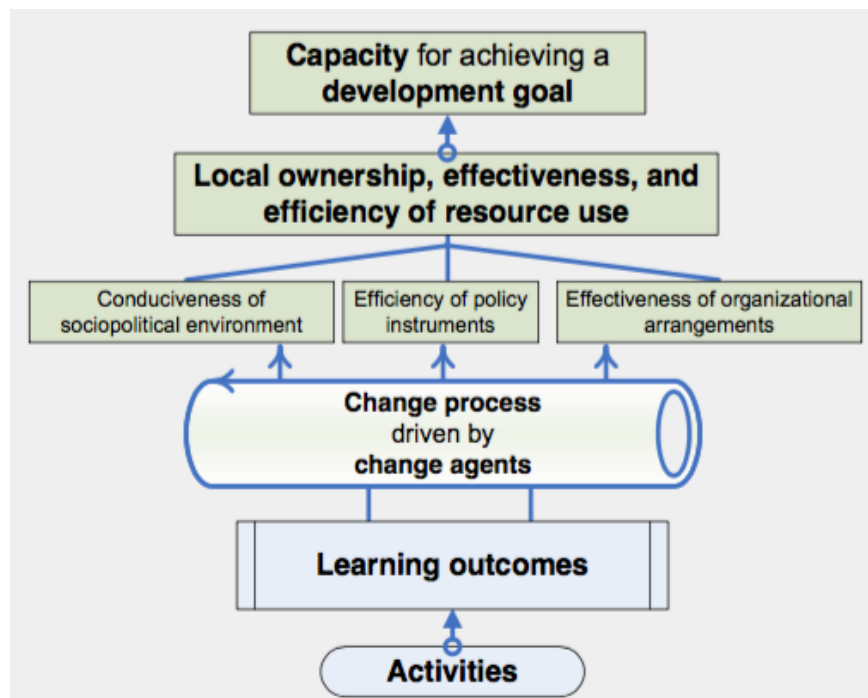 Capacity for achieving a
development goal
Local ownership, effectiveness, and
efficiency of resource use
Conduciveness of
sociopolitical environment
Efficiency of policy
instruments
Effectiveness of organizational
arrangements
Change process
driven by
change agents
Learning outcomes
Activities